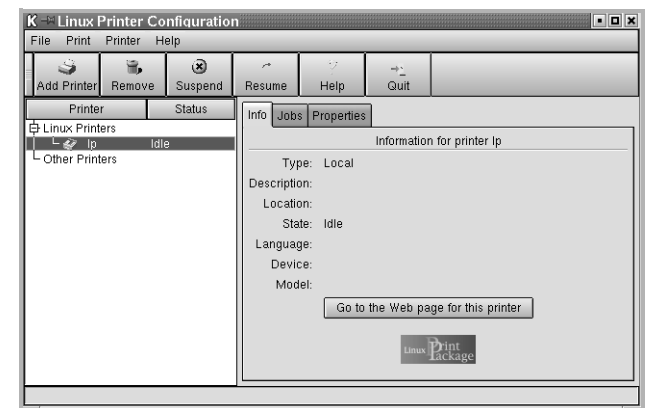 Linux Printer Configuration
File Print Printer Help
Add Printer Remove Suspend Resume Help Quit
Printer Status
Linux Printers
lp Idle
Other Printers
Info Jobs Properties
Information for printer lp
Type: Local
Description:
Location:
State: Idle
Language:
Device:
Model:
Go to the Web page for this printer
Linux Print Package